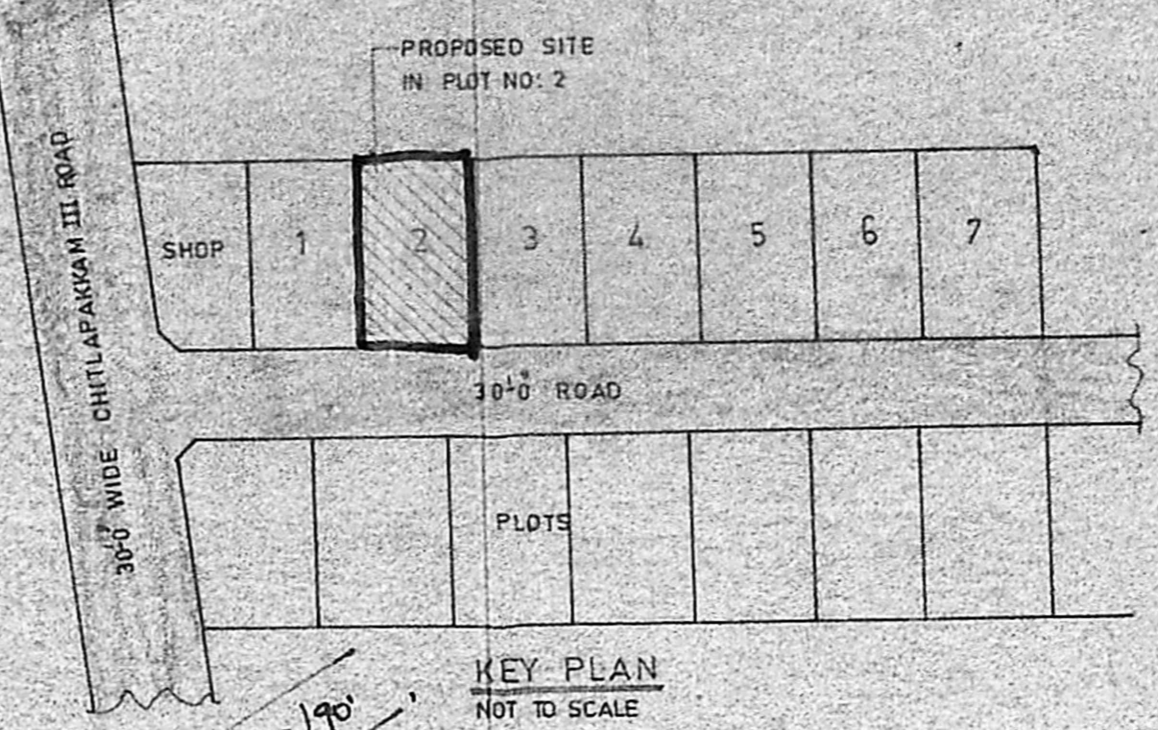 PROPOSED SITE
IN PLOT NO: 2
30'-0" WIDE CHITLAPAKKAM III ROAD
SHOP
1
2
3
4
5
6
7
30'-0" ROAD
PLOTS
KEY PLAN
NOT TO SCALE
190'